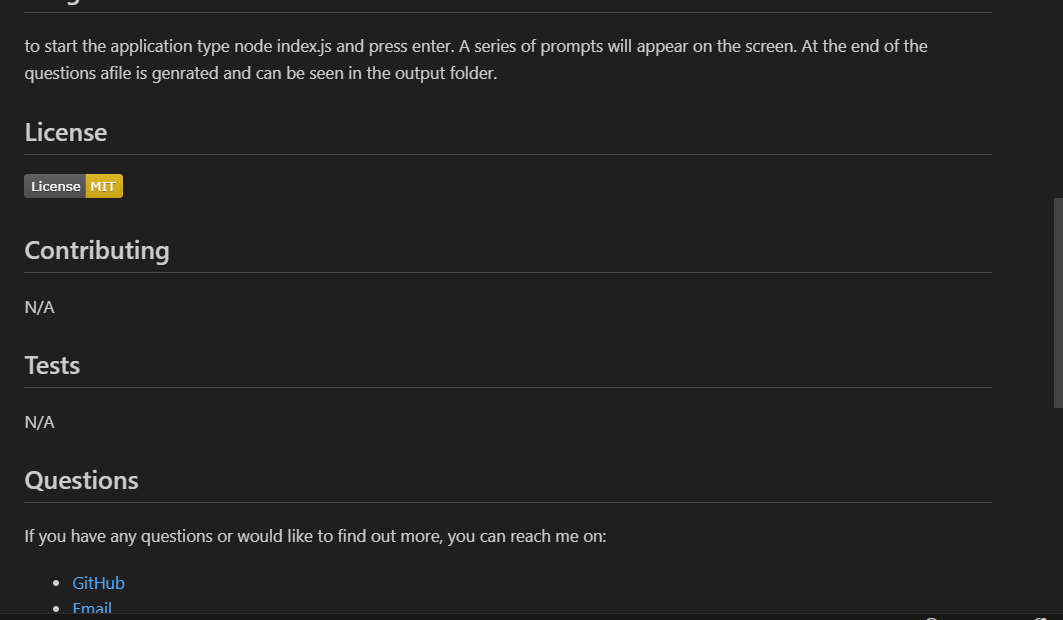 to start the application type node index.js and press enter. A series of prompts will appear on the screen. At the end of the
questions afile is genrated and can be seen in the output folder.
License
License MIT
Contributing
N/A
Tests
N/A
Questions
If you have any questions or would like to find out more, you can reach me on:
GitHub
Email